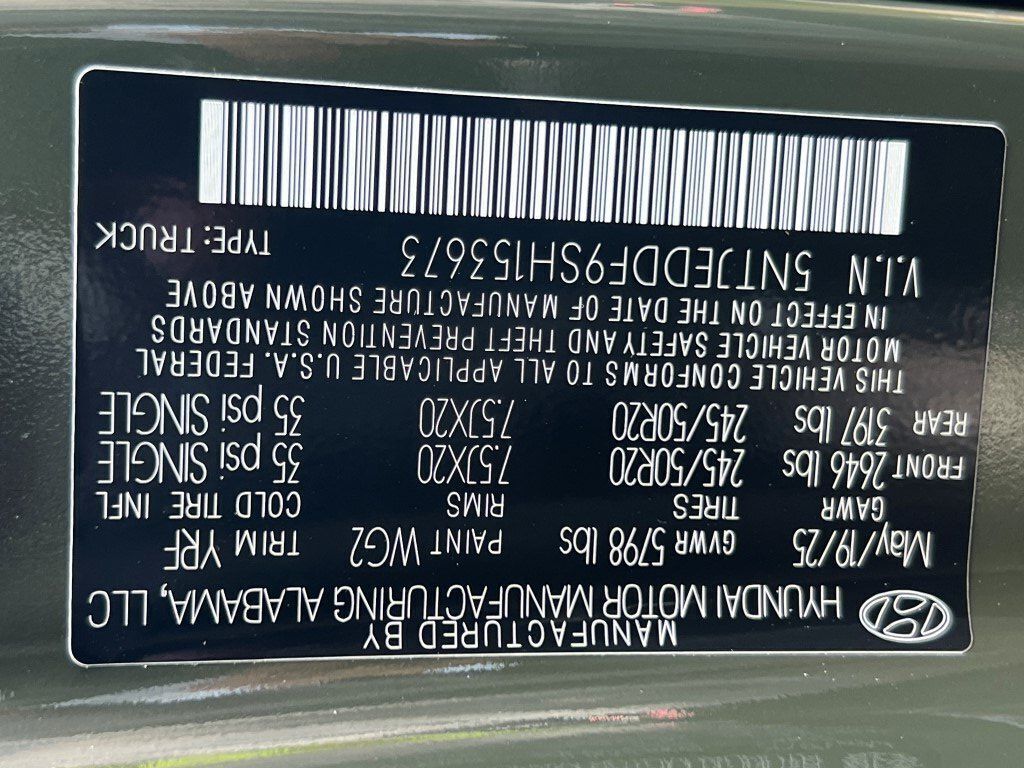 MANUFACTURED BY
HYUNDAI MOTOR MANUFACTURING ALABAMA, LLC
May/19/25 GVWR 5798 lbs PAINT WG2 TRIM YRF
GAWR TIRES RIMS COLD TIRE INFL
FRONT 2646 lbs 245/50R20 7.5JX20 35 psi SINGLE
REAR 3197 lbs 245/50R20 7.5JX20 35 psi SINGLE
THIS VEHICLE CONFORMS TO ALL APPLICABLE U.S.A. FEDERAL
MOTOR VEHICLE SAFETY AND THEFT PREVENTION STANDARDS
IN EFFECT ON THE DATE OF MANUFACTURE SHOWN ABOVE
V.I.N 5NTJEDDF9SH153673 TYPE: TRUCK